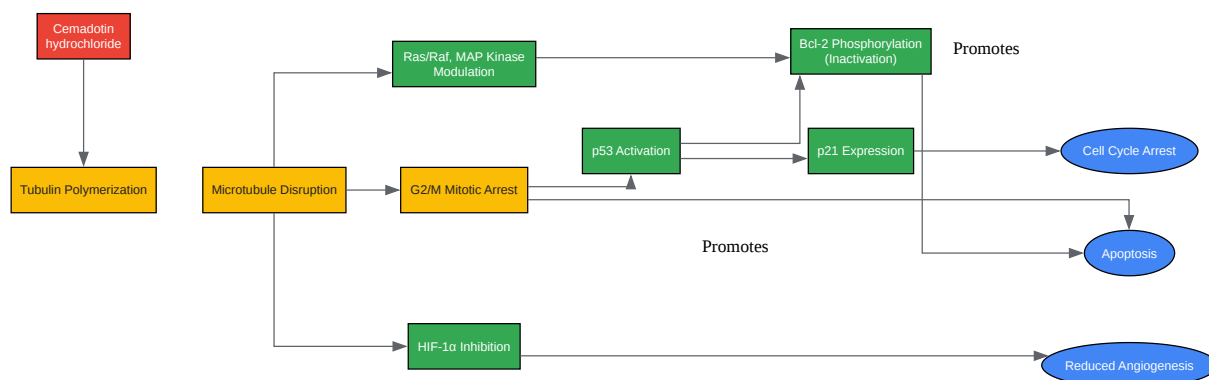 Cemadotin
hydrochloride
Ras/Raf, MAP Kinase
Modulation
Bcl-2 Phosphorylation
(Inactivation)
Promotes
p53 Activation
p21 Expression
Cell Cycle Arrest
Tubulin Polymerization
Microtubule Disruption
G2/M Mitotic Arrest
Promotes
Apoptosis
HIF-1α Inhibition
Reduced Angiogenesis